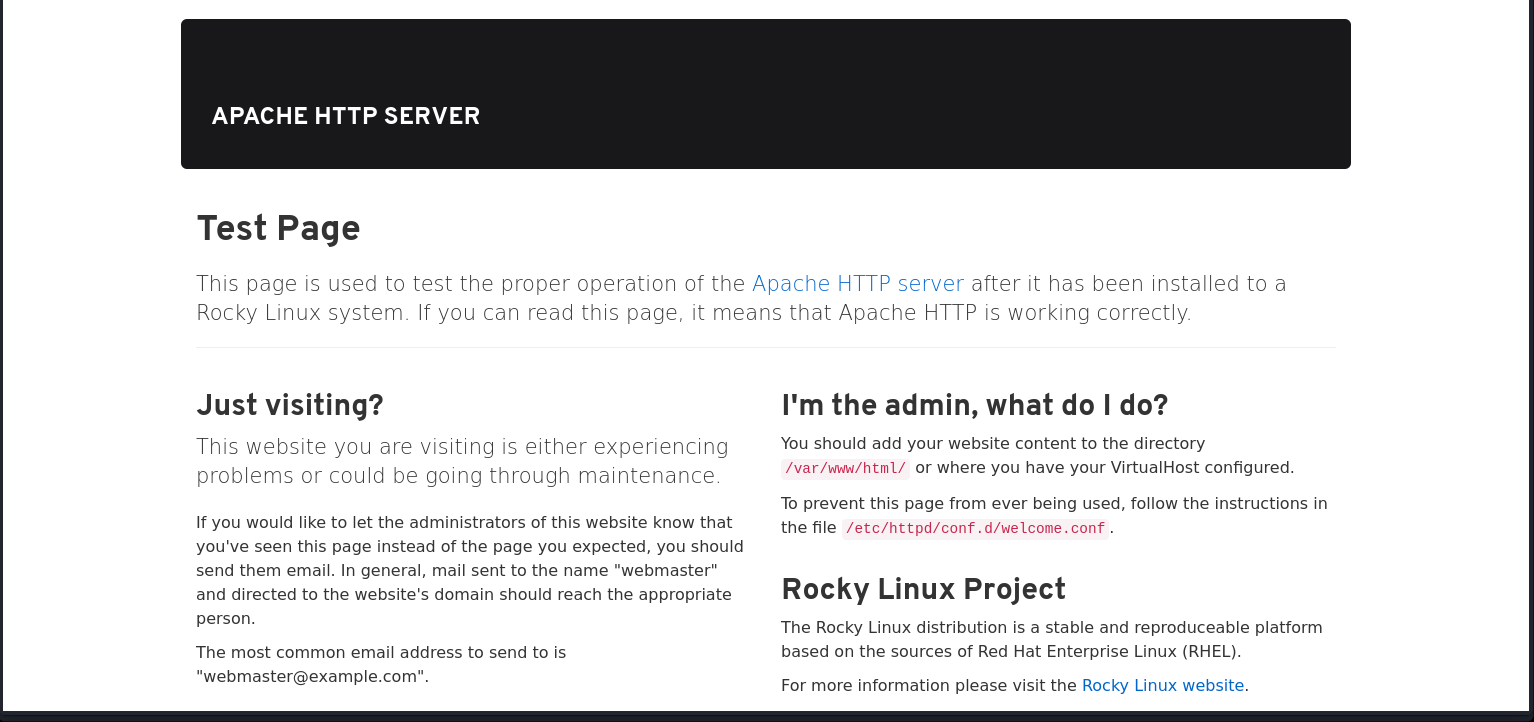 APACHE HTTP SERVER
Test Page
This page is used to test the proper operation of the Apache HTTP server after it has been installed to a
Rocky Linux system. If you can read this page, it means that Apache HTTP is working correctly.
Just visiting?
This website you are visiting is either experiencing
problems or could be going through maintenance.
If you would like to let the administrators of this website know that
you've seen this page instead of the page you expected, you should
send them email. In general, mail sent to the name "webmaster"
and directed to the website's domain should reach the appropriate
person.
The most common email address to send to is
"webmaster@example.com".
I'm the admin, what do I do?
You should add your website content to the directory
/var/www/html/ or where you have your VirtualHost configured.
To prevent this page from ever being used, follow the instructions in
the file /etc/httpd/conf.d/welcome.conf.
Rocky Linux Project
The Rocky Linux distribution is a stable and reproduceable platform
based on the sources of Red Hat Enterprise Linux (RHEL).
For more information please visit the Rocky Linux website.